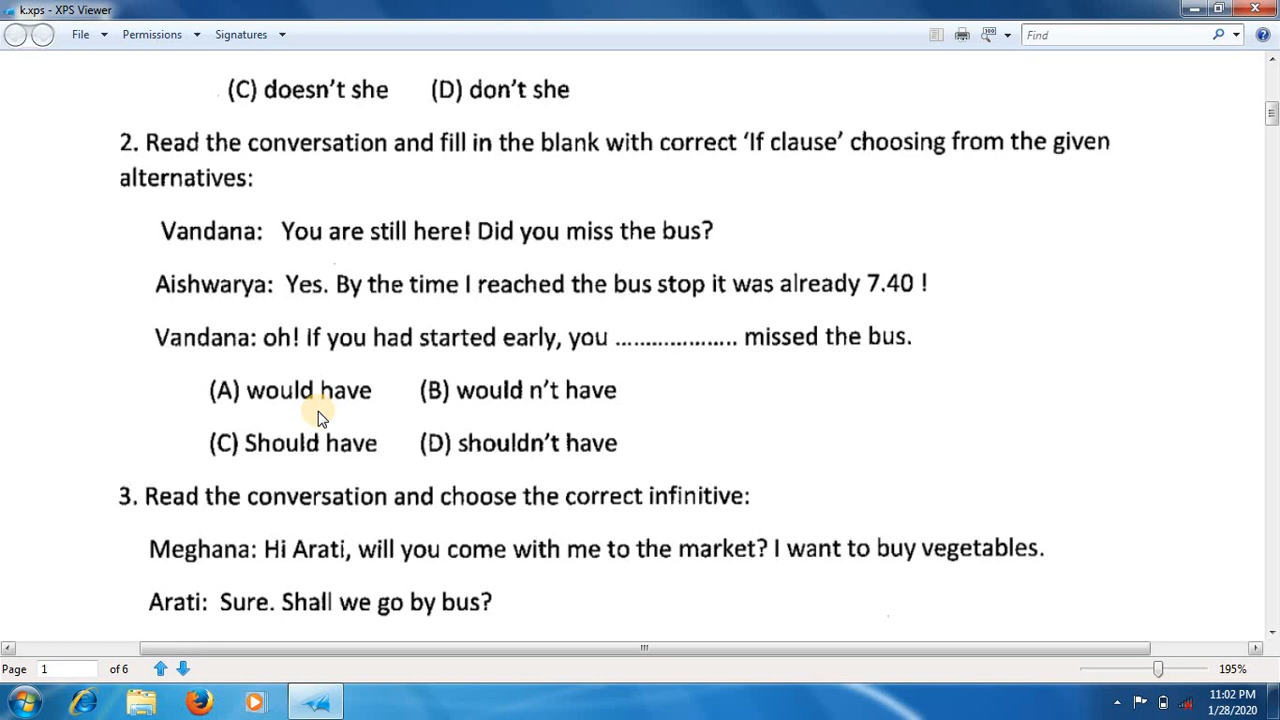 k.xps - XPS Viewer
File Permissions Signatures Find
(C) doesn't she (D) don't she
2. Read the conversation and fill in the blank with correct 'If clause' choosing from the given
alternatives:
Vandana: You are still here! Did you miss the bus?
Aishwarya: Yes. By the time I reached the bus stop it was already 7.40 !
Vandana: oh! If you had started early, you .................... missed the bus.
(A) would have (B) would n't have
(C) Should have (D) shouldn't have
3. Read the conversation and choose the correct infinitive:
Meghana: Hi Arati, will you come with me to the market? I want to buy vegetables.
Arati: Sure. Shall we go by bus?
Page 1 of 6 195%
11:02 PM
1/28/2020